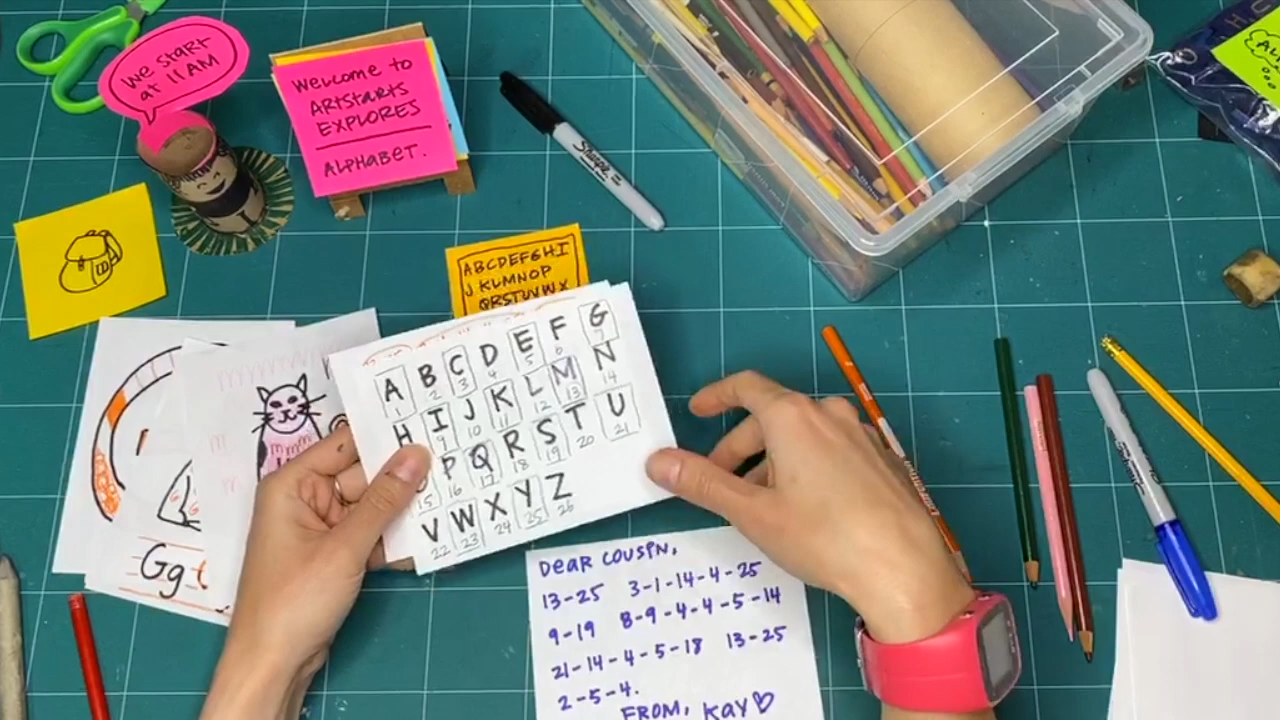 WE START
at 11 AM
Welcome to
ARTSTARTS
EXPLORES
ALPHABET.
Sharpie
ABCDEFGHI
JKLMNOP
QRSTUVWX
A B C D E F G
1 2 3 4 5 6 7
H I J K L M N
9 10 11 12 13 14
P Q R S T U
15 16 17 18 19 20 21
V W X Y Z
22 23 24 25 26
Gg
DEAR COUSIN,
13-25 3-1-14-4-25
9-19 8-9-4-4-5-14
21-14-4-5-18 13-25
2-5-4.
FROM, KAY♡